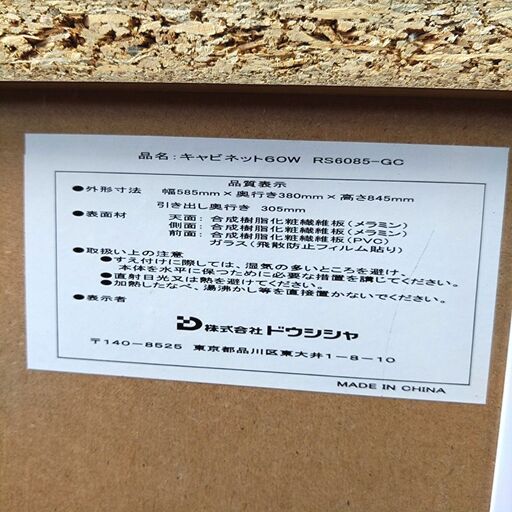 品名：キャビネット60W RS6085-GC
品質表示
●外形寸法 幅585mm×奥行き380mm×高さ845mm
引き出し奥行き 305mm
●表面材 天面：合成樹脂化粧繊維板(メラミン)
側面：合成樹脂化粧繊維板(メラミン)
前面：合成樹脂化粧繊維板(PVC)
ガラス(飛散防止フィルム貼り)
●取扱い上の注意
●すえ付けに際しては、湿気の多いところを避け、
本体を水平に保つために必要な措置を講じてください。
●直射日光又は熱を避けてください。
●加熱したなべ、湯沸かし等を直接置かないでください。
●表示者
株式会社ドウシシャ
〒140-8525 東京都品川区東大井1-8-10
MADE IN CHINA